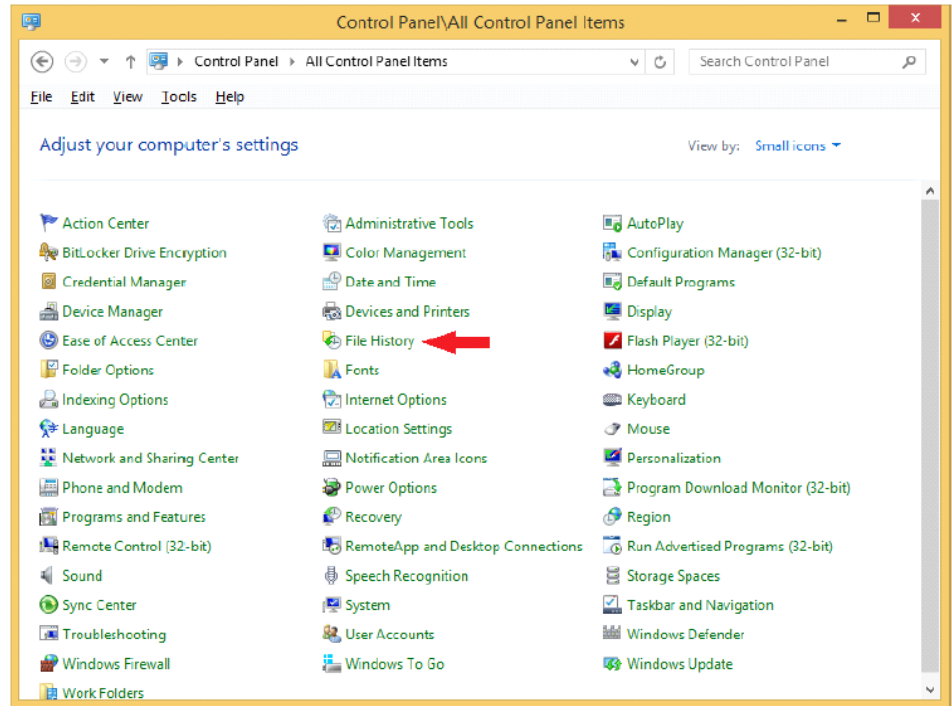 Control Panel\All Control Panel Items
Control Panel All Control Panel Items Search Control Panel
File Edit View Tools Help
Adjust your computer's settings View by: Small icons
Action Center Administrative Tools AutoPlay
BitLocker Drive Encryption Color Management Configuration Manager (32-bit)
Credential Manager Date and Time Default Programs
Device Manager Devices and Printers Display
Ease of Access Center File History Flash Player (32-bit)
Folder Options Fonts HomeGroup
Indexing Options Internet Options Keyboard
Language Location Settings Mouse
Network and Sharing Center Notification Area Icons Personalization
Phone and Modem Power Options Program Download Monitor (32-bit)
Programs and Features Recovery Region
Remote Control (32-bit) RemoteApp and Desktop Connections Run Advertised Programs (32-bit)
Sound Speech Recognition Storage Spaces
Sync Center System Taskbar and Navigation
Troubleshooting User Accounts Windows Defender
Windows Firewall Windows To Go Windows Update
Work Folders